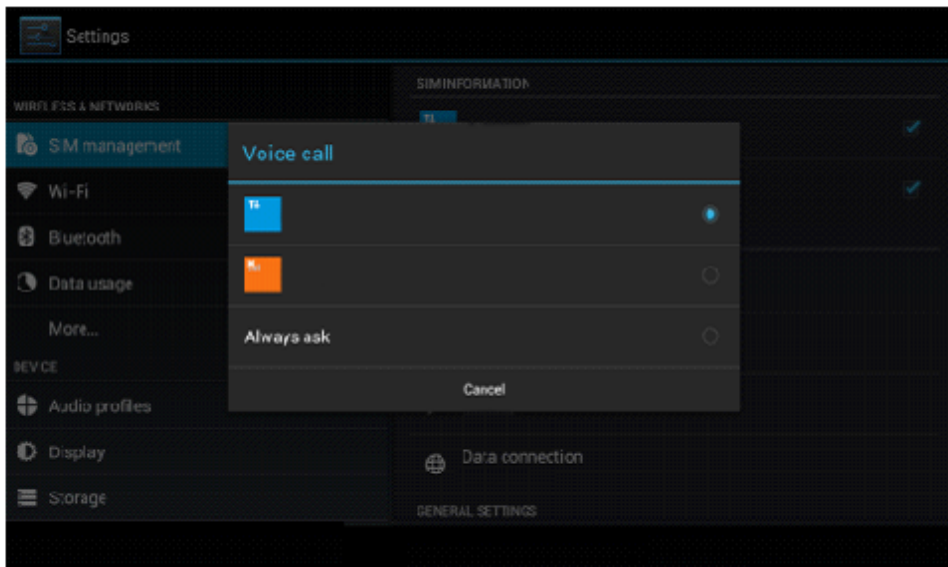 Settings
WIRELESS & NETWORKS
SIM management
Wi-Fi
Bluetooth
Data usage
More...
DEVICE
Audio profiles
Display
Storage
SIM INFORMATION
Voice call
Always ask
Cancel
Data connection
GENERAL SETTINGS